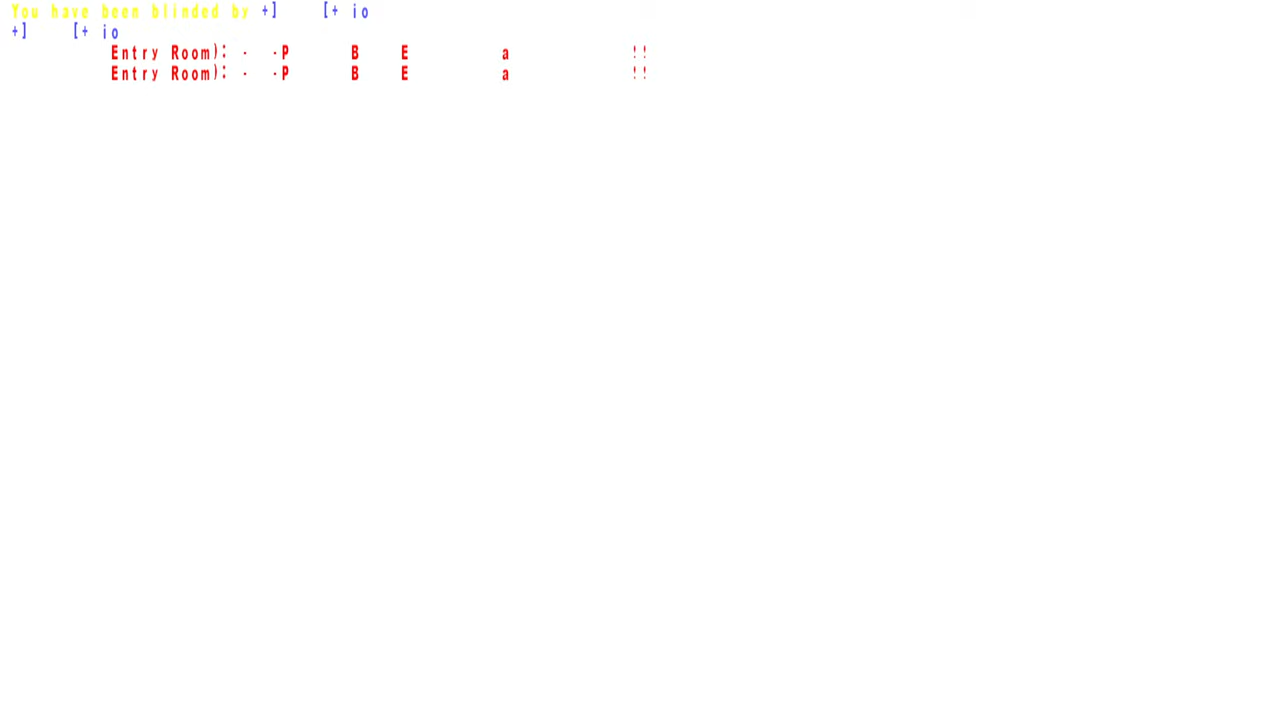 You have been blinded by +] [+ io
+] [+ io
Entry Room): - -P B E a !!
Entry Room): - -P B E a !!